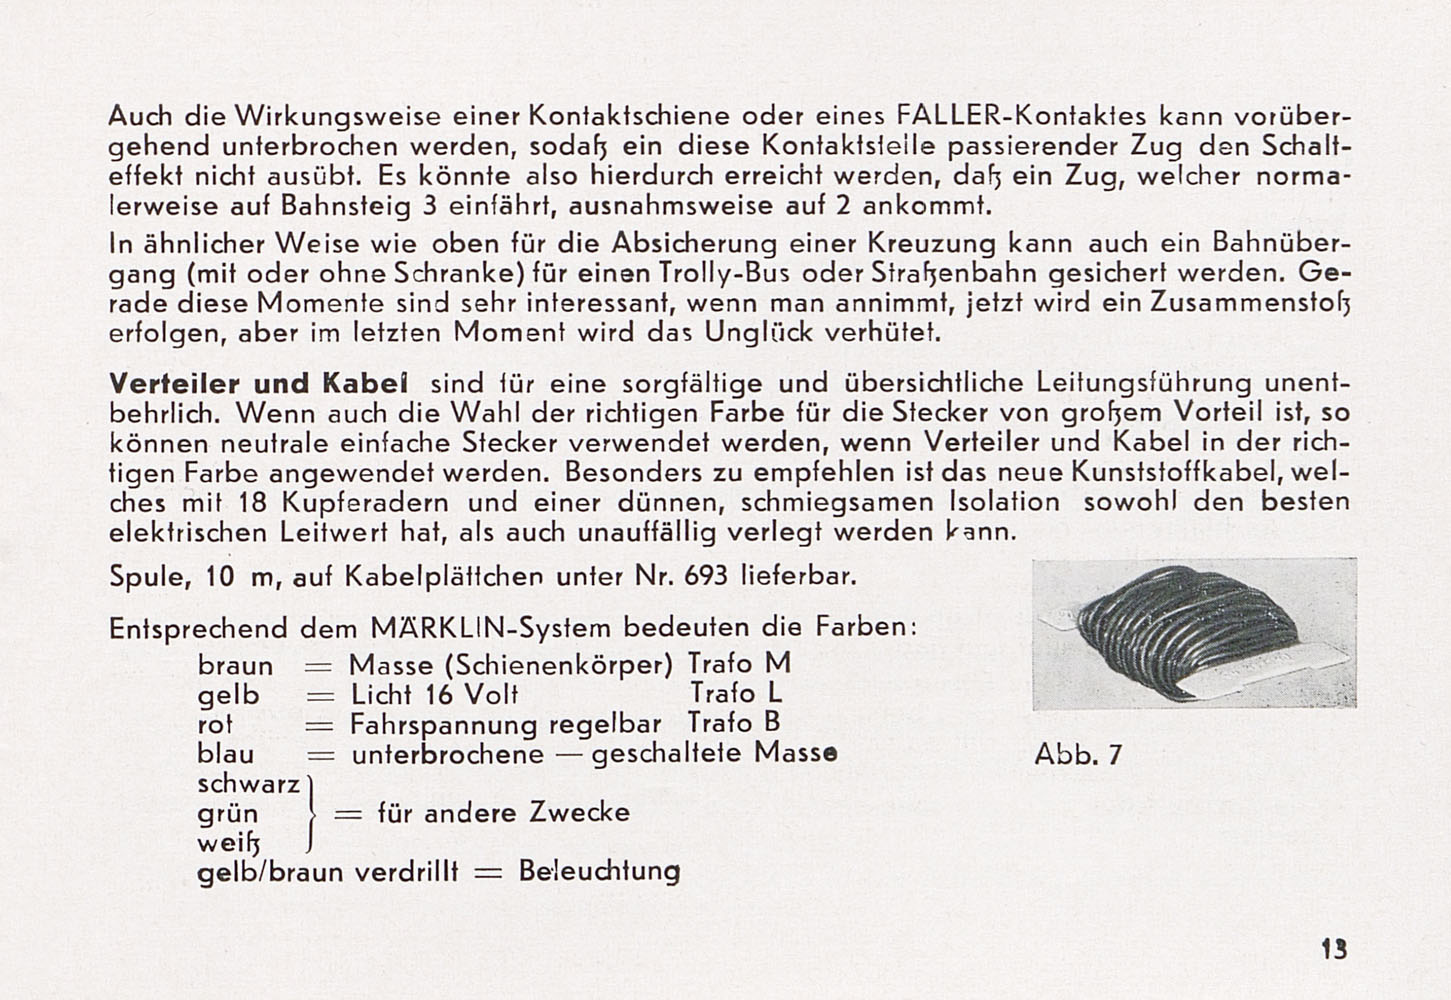 Auch die Wirkungsweise einer Kontaktschiene oder eines FALLER-Kontaktes kann vorüber-
gehend unterbrochen werden, sodaß ein diese Kontaktstelle passierender Zug den Schalt-
effekt nicht ausübt. Es könnte also hierdurch erreicht werden, daß ein Zug, welcher norma-
lerweise auf Bahnsteig 3 einfährt, ausnahmsweise auf 2 ankommt.
In ähnlicher Weise wie oben für die Absicherung einer Kreuzung kann auch ein Bahnüber-
gang (mit oder ohne Schranke) für einen Trolly-Bus oder Straßenbahn gesichert werden. Ge-
rade diese Momente sind sehr interessant, wenn man annimmt, jetzt wird ein Zusammenstoß
erfolgen, aber im letzten Moment wird das Unglück verhütet.
Verteiler und Kabel sind für eine sorgfältige und übersichtliche Leitungsführung unent-
behrlich. Wenn auch die Wahl der richtigen Farbe für die Stecker von großem Vorteil ist, so
können neutrale einfache Stecker verwendet werden, wenn Verteiler und Kabel in der rich-
tigen Farbe angewendet werden. Besonders zu empfehlen ist das neue Kunststoffkabel, wel-
ches mit 18 Kupferadern und einer dünnen, schmiegsamen Isolation sowohl den besten
elektrischen Leitwert hat, als auch unauffällig verlegt werden kann.
Spule, 10 m, auf Kabelplättchen unter Nr. 693 lieferbar.
Entsprechend dem MÄRKLIN-System bedeuten die Farben:
braun = Masse (Schienenkörper) Trafo M
gelb = Licht 16 Volt Trafo L
rot = Fahrspannung regelbar Trafo B
blau = unterbrochene — geschaltete Masse
schwarz
grün } = für andere Zwecke
weiß
gelb/braun verdrillt = Beleuchtung
Abb. 7
13